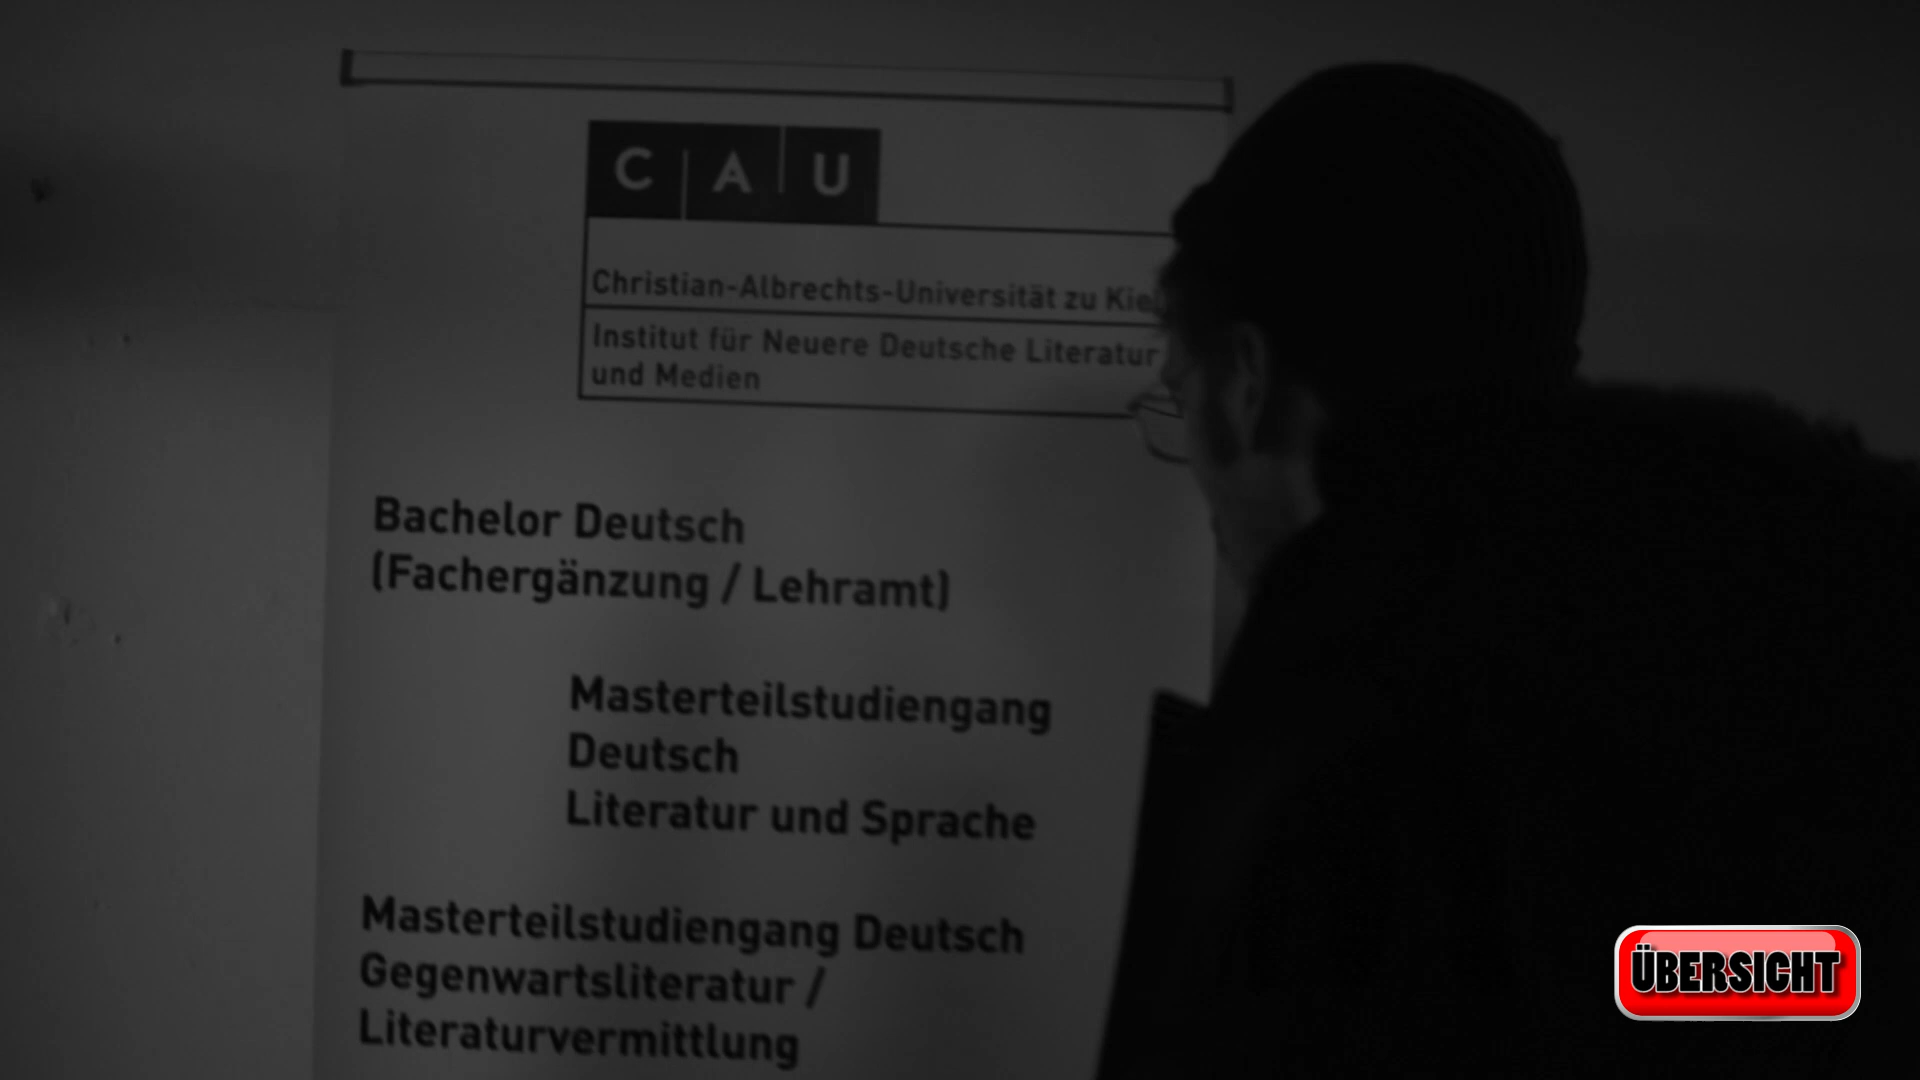 C A U
Christian-Albrechts-Universität zu Kie
Institut für Neuere Deutsche Literatur
und Medien
Bachelor Deutsch
(Fachergänzung / Lehramt)
Masterteilstudiengang
Deutsch
Literatur und Sprache
Masterteilstudiengang Deutsch
Gegenwartsliteratur /
Literaturvermittlung
ÜBERSICHT